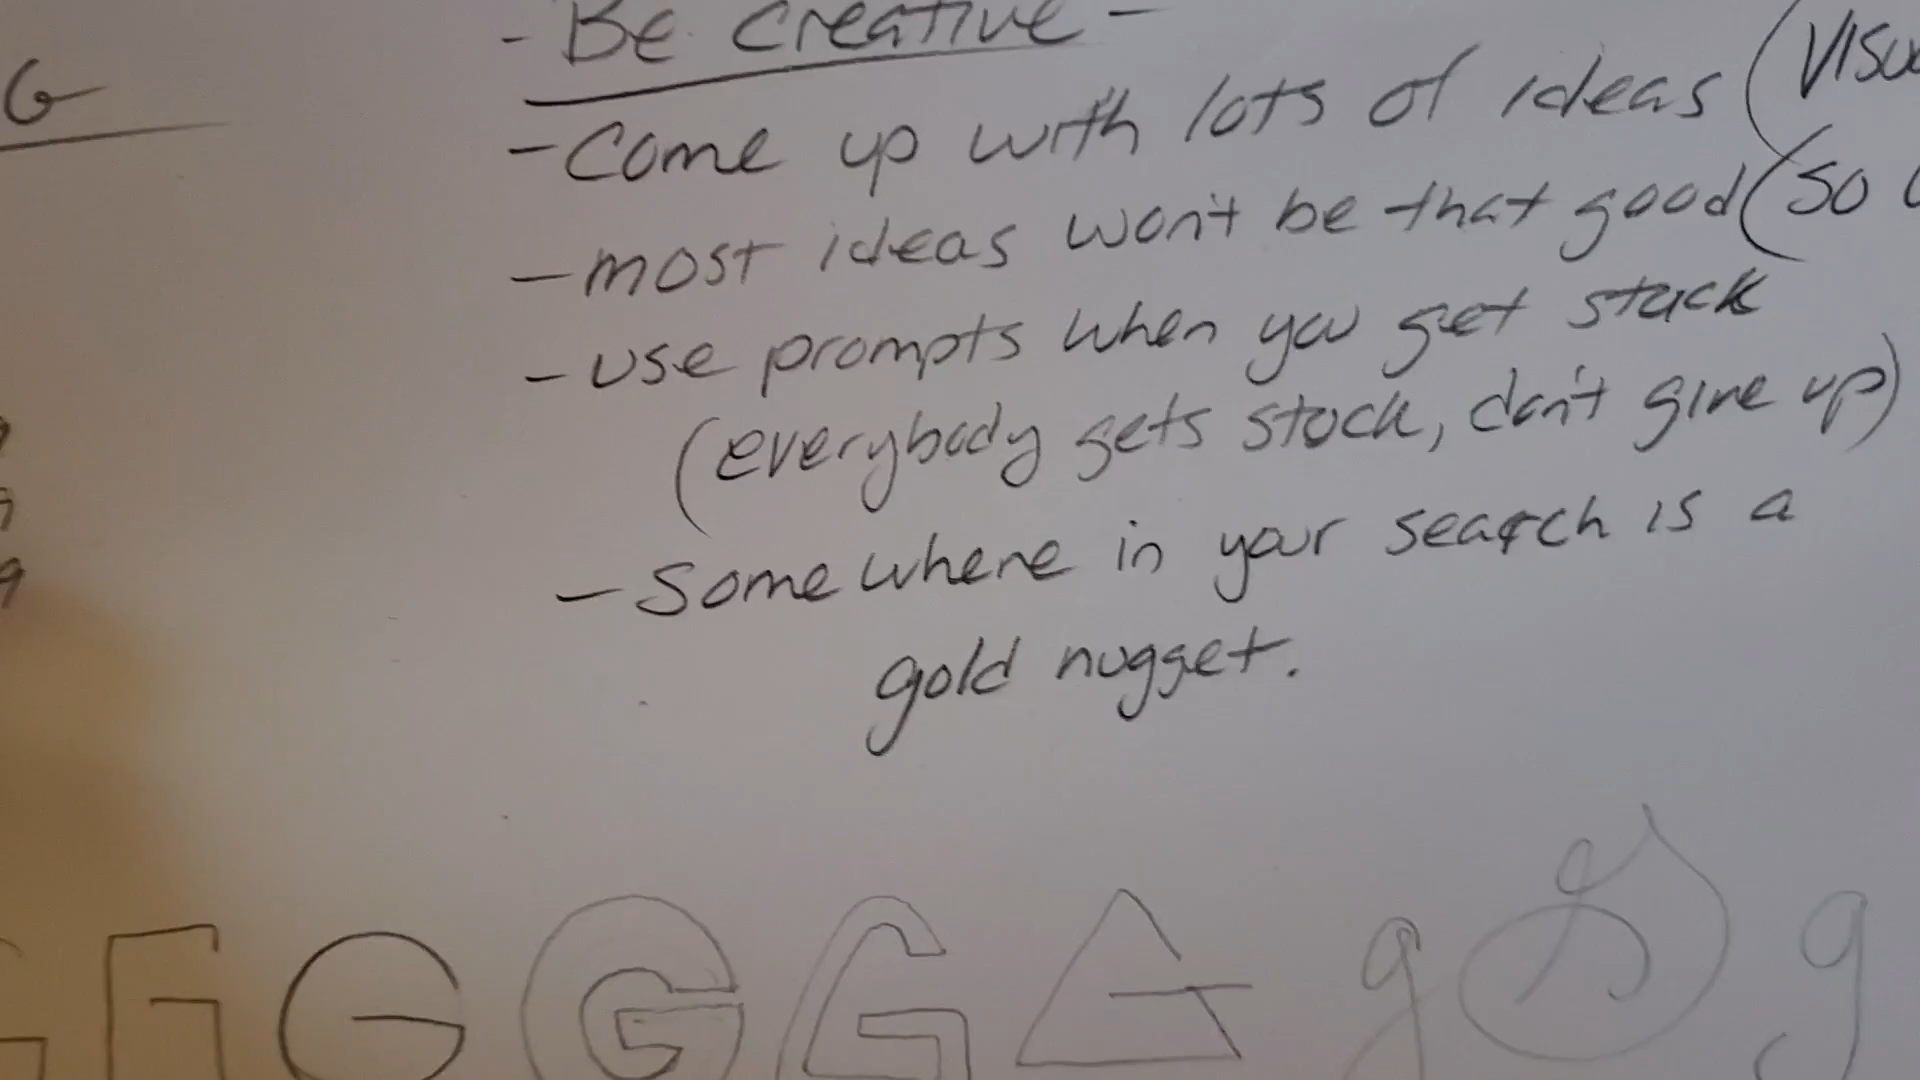 G
- Be creative -
- Come up with lots of ideas (
- most ideas won't be that good (so
- use prompts when you get stuck
(everybody gets stuck, don't give up)
- Somewhere in your search is a
gold nugget.
G G G G G g G g